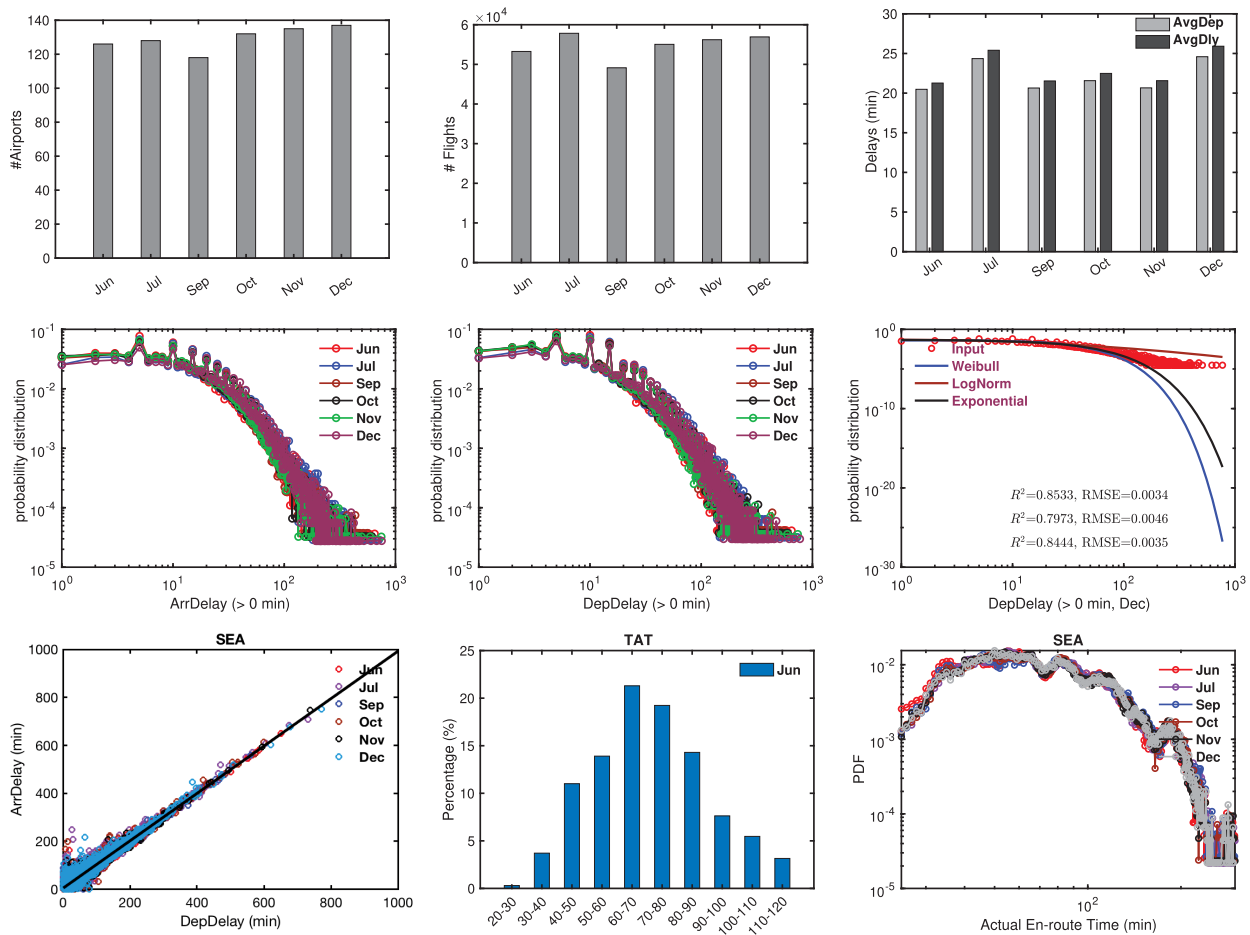 140
120
100
80
60
40
20
0
#Airports
Jun
Jul
Sep
Oct
Nov
Dec
×10^4
6
5
4
3
2
1
0
# Flights
Jun
Jul
Sep
Oct
Nov
Dec
30
25
20
15
10
5
0
Delays (min)
AvgDep
AvgDly
Jun
Jul
Sep
Oct
Nov
Dec
10^-1
10^-2
10^-3
10^-4
10^-5
probability distribution
Jun
Jul
Sep
Oct
Nov
Dec
10^0
10^1
10^2
10^3
ArrDelay (> 0 min)
10^-1
10^-2
10^-3
10^-4
10^-5
probability distribution
Jun
Jul
Sep
Oct
Nov
Dec
10^0
10^1
10^2
10^3
DepDelay (> 0 min)
10^0
10^-10
10^-20
10^-30
probability distribution
Input
Weibull
LogNorm
Exponential
R^2=0.8533, RMSE=0.0034
R^2=0.7973, RMSE=0.0046
R^2=0.8444, RMSE=0.0035
10^0
10^1
10^2
10^3
DepDelay (> 0 min, Dec)
SEA
1000
800
600
400
200
0
ArrDelay (min)
Jun
Jul
Sep
Oct
Nov
Dec
0
200
400
600
800
1000
DepDelay (min)
TAT
25
20
15
10
5
0
Percentage (%)
Jun
20-30
30-40
40-50
50-60
60-70
70-80
80-90
90-100
100-110
110-120
SEA
10^-2
10^-3
10^-4
10^-5
PDF
Jun
Jul
Sep
Oct
Nov
Dec
10^2
Actual En-route Time (min)